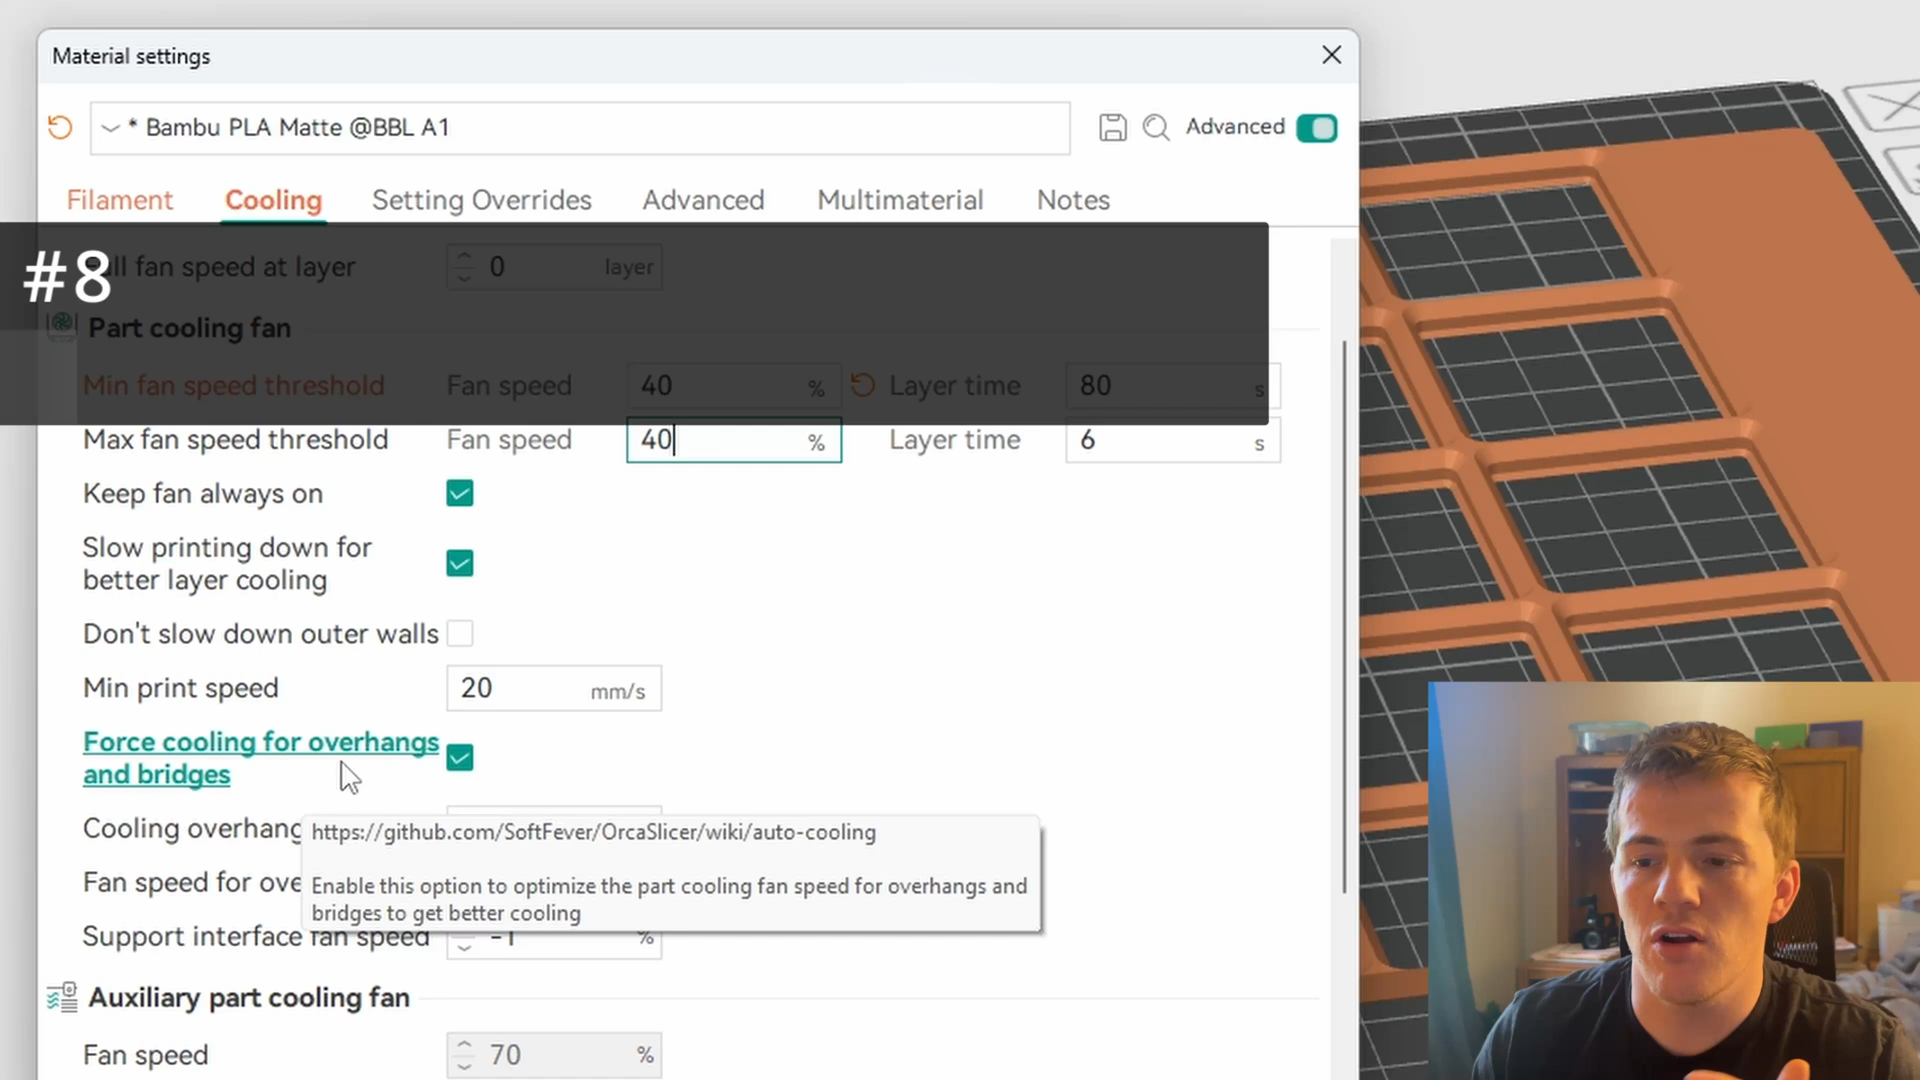 Material settings
* Bambu PLA Matte @BBL A1
Advanced
Filament Cooling Setting Overrides Advanced Multimaterial Notes
#8
ll fan speed at layer 0 layer
Part cooling fan
Min fan speed threshold Fan speed 40 % Layer time 80 s
Max fan speed threshold Fan speed 40 % Layer time 6 s
Keep fan always on
Slow printing down for
better layer cooling
Don't slow down outer walls
Min print speed 20 mm/s
Force cooling for overhangs
and bridges
Cooling overhang
https://github.com/SoftFever/OrcaSlicer/wiki/auto-cooling
Fan speed for ove
Enable this option to optimize the part cooling fan speed for overhangs and
bridges to get better cooling
Support interface fan speed -1 %
Auxiliary part cooling fan
Fan speed 70 %